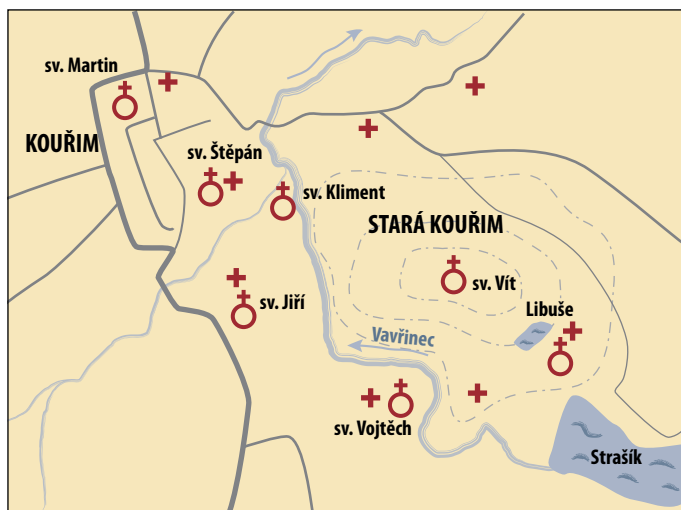 sv. Martin
KOUŘIM
sv. Štěpán
sv. Kliment
STARÁ KOUŘIM
sv. Vít
sv. Jiří
Libuše
Vavřinec
sv. Vojtěch
Strašík